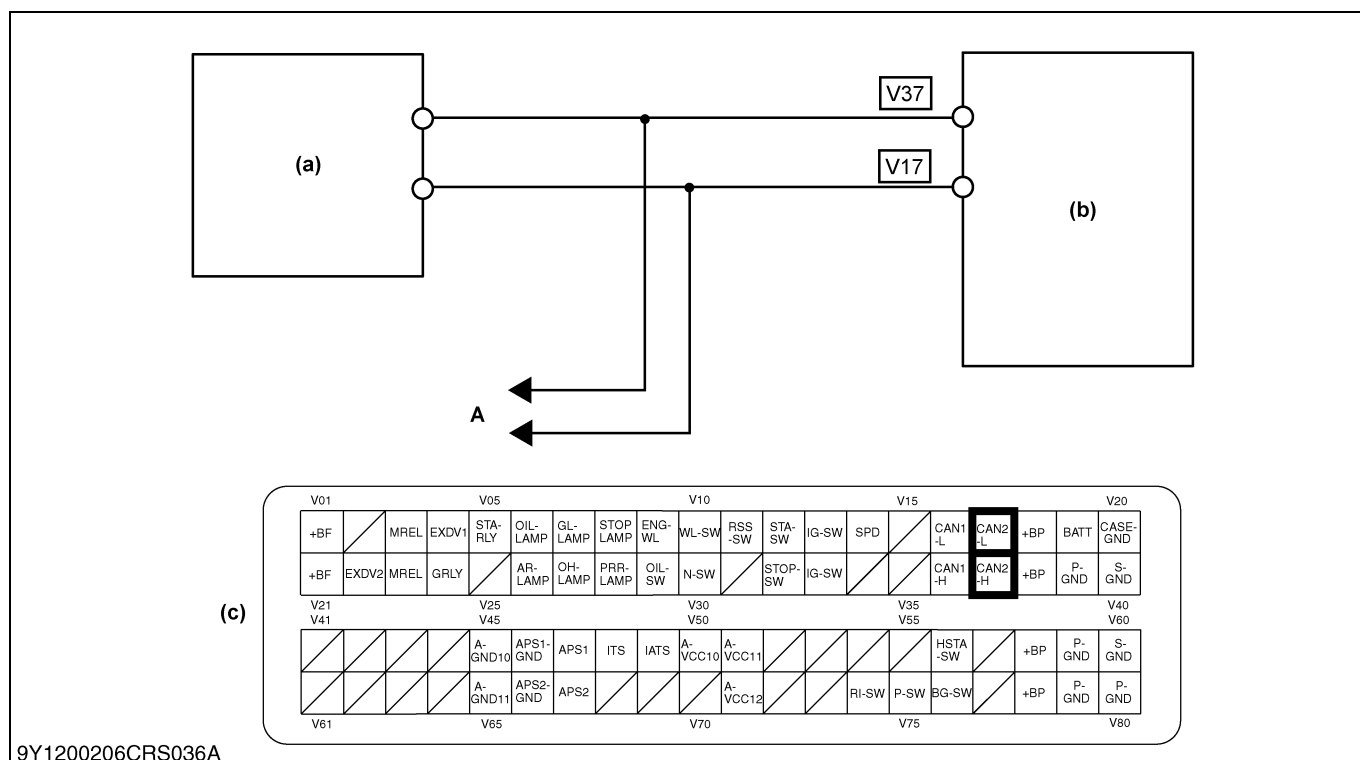 V37
V17
(a)
(b)
A
(c)
V01 V05 V10 V15 V20
+BF MREL EXDV1 STA-RLY OIL-LAMP GL-LAMP STOP LAMP ENG-WL WL-SW RSS-SW STA-SW IG-SW SPD CAN1-L CAN2-L +BP BATT CASE-GND
+BF EXDV2 MREL GRLY AR-LAMP OH-LAMP PRR-LAMP OIL-SW N-SW STOP-SW IG-SW CAN1-H CAN2-H +BP P-GND S-GND
V21 V25 V30 V35 V40
V41 V45 V50 V55 V60
A-GND10 APS1-GND APS1 ITS IATS A-VCC10 A-VCC11 HSTA-SW +BP P-GND S-GND
A-GND11 APS2-GND APS2 A-VCC12 RI-SW P-SW BG-SW +BP P-GND P-GND
V61 V65 V70 V75 V80
9Y1200206CRS036A